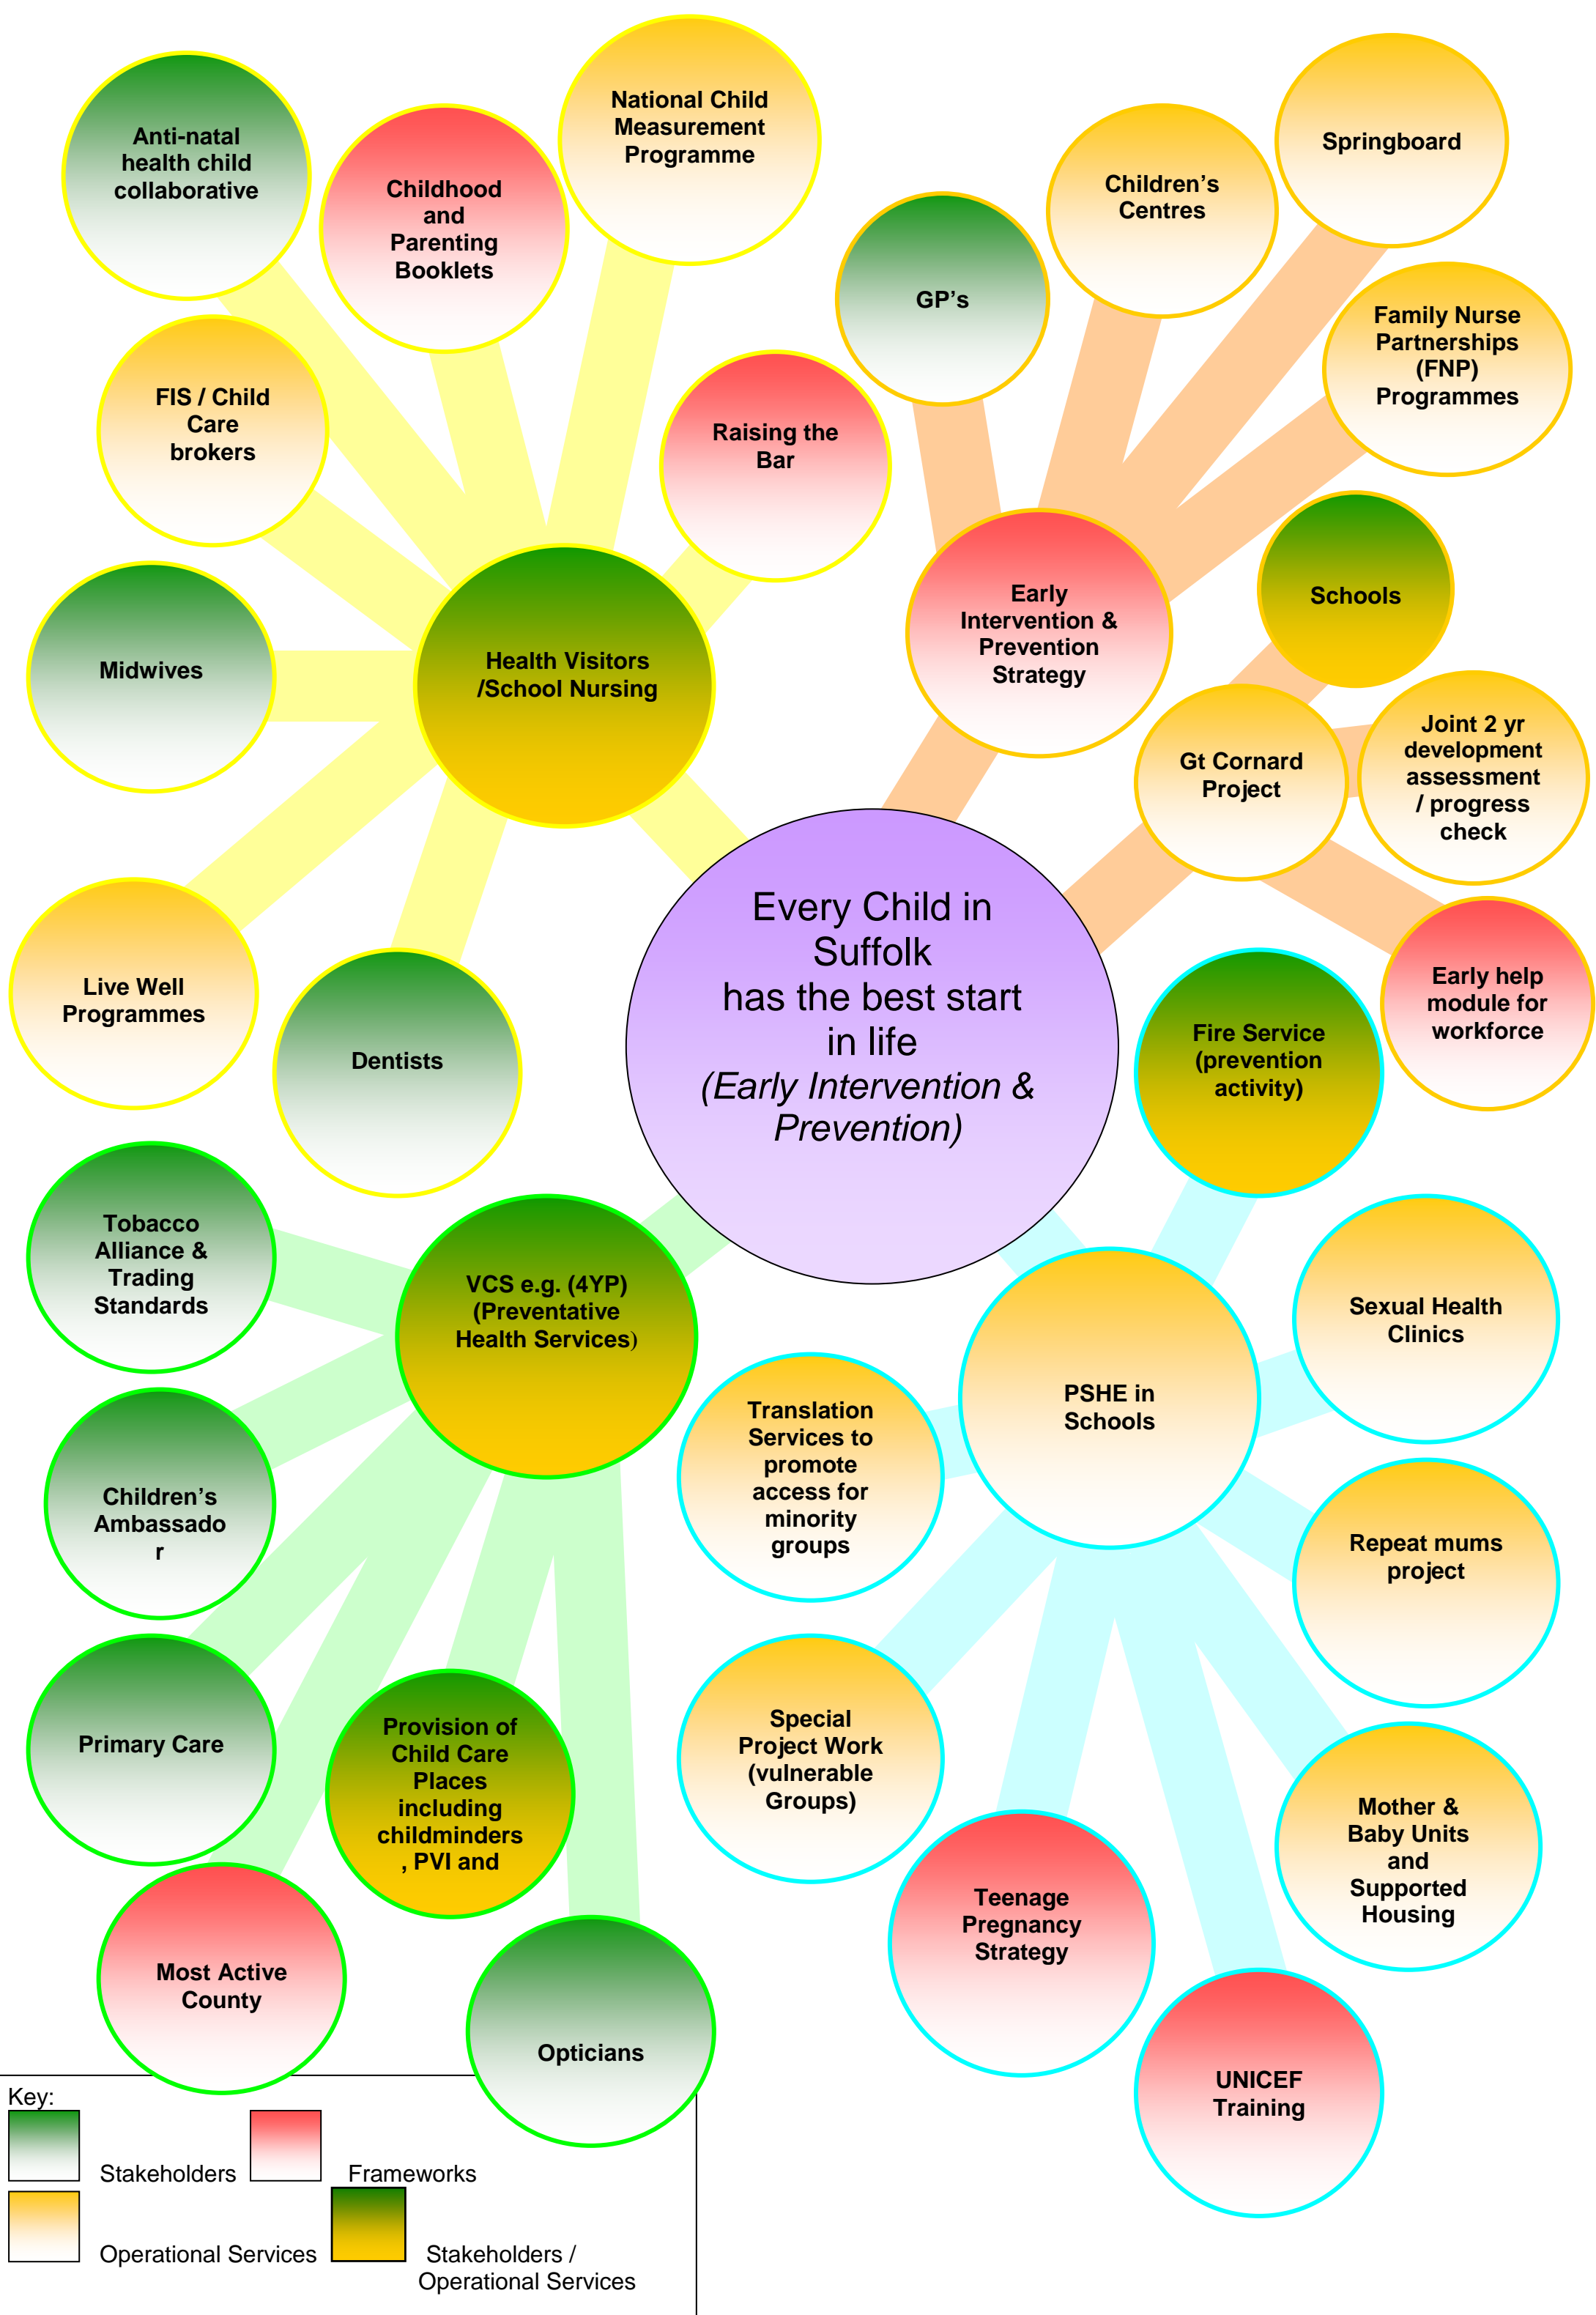 National Child
Measurement
Programme
Anti-natal
health child
collaborative
Childhood
and
Parenting
Booklets
Springboard
Children’s
Centres
GP’s
Family Nurse
Partnerships
(FNP)
Programmes
FIS / Child
Care
brokers
Raising the
Bar
Early
Intervention &
Prevention
Strategy
Schools
Midwives
Health Visitors
/School Nursing
Gt Cornard
Project
Joint 2 yr
development
assessment
/ progress
check
Every Child in
Suffolk
has the best start
in life
(Early Intervention &
Prevention)
Live Well
Programmes
Dentists
Early help
module for
workforce
Fire Service
(prevention
activity)
Tobacco
Alliance &
Trading
Standards
VCS e.g. (4YP)
(Preventative
Health Services)
Sexual Health
Clinics
PSHE in
Schools
Translation
Services to
promote
access for
minority
groups
Children’s
Ambassado
r
Repeat mums
project
Primary Care
Provision of
Child Care
Places
including
childminders
, PVI and
Special
Project Work
(vulnerable
Groups)
Mother &
Baby Units
and
Supported
Housing
Teenage
Pregnancy
Strategy
Most Active
County
Opticians
UNICEF
Training
Key:
Stakeholders
Frameworks
Operational Services
Stakeholders /
Operational Services